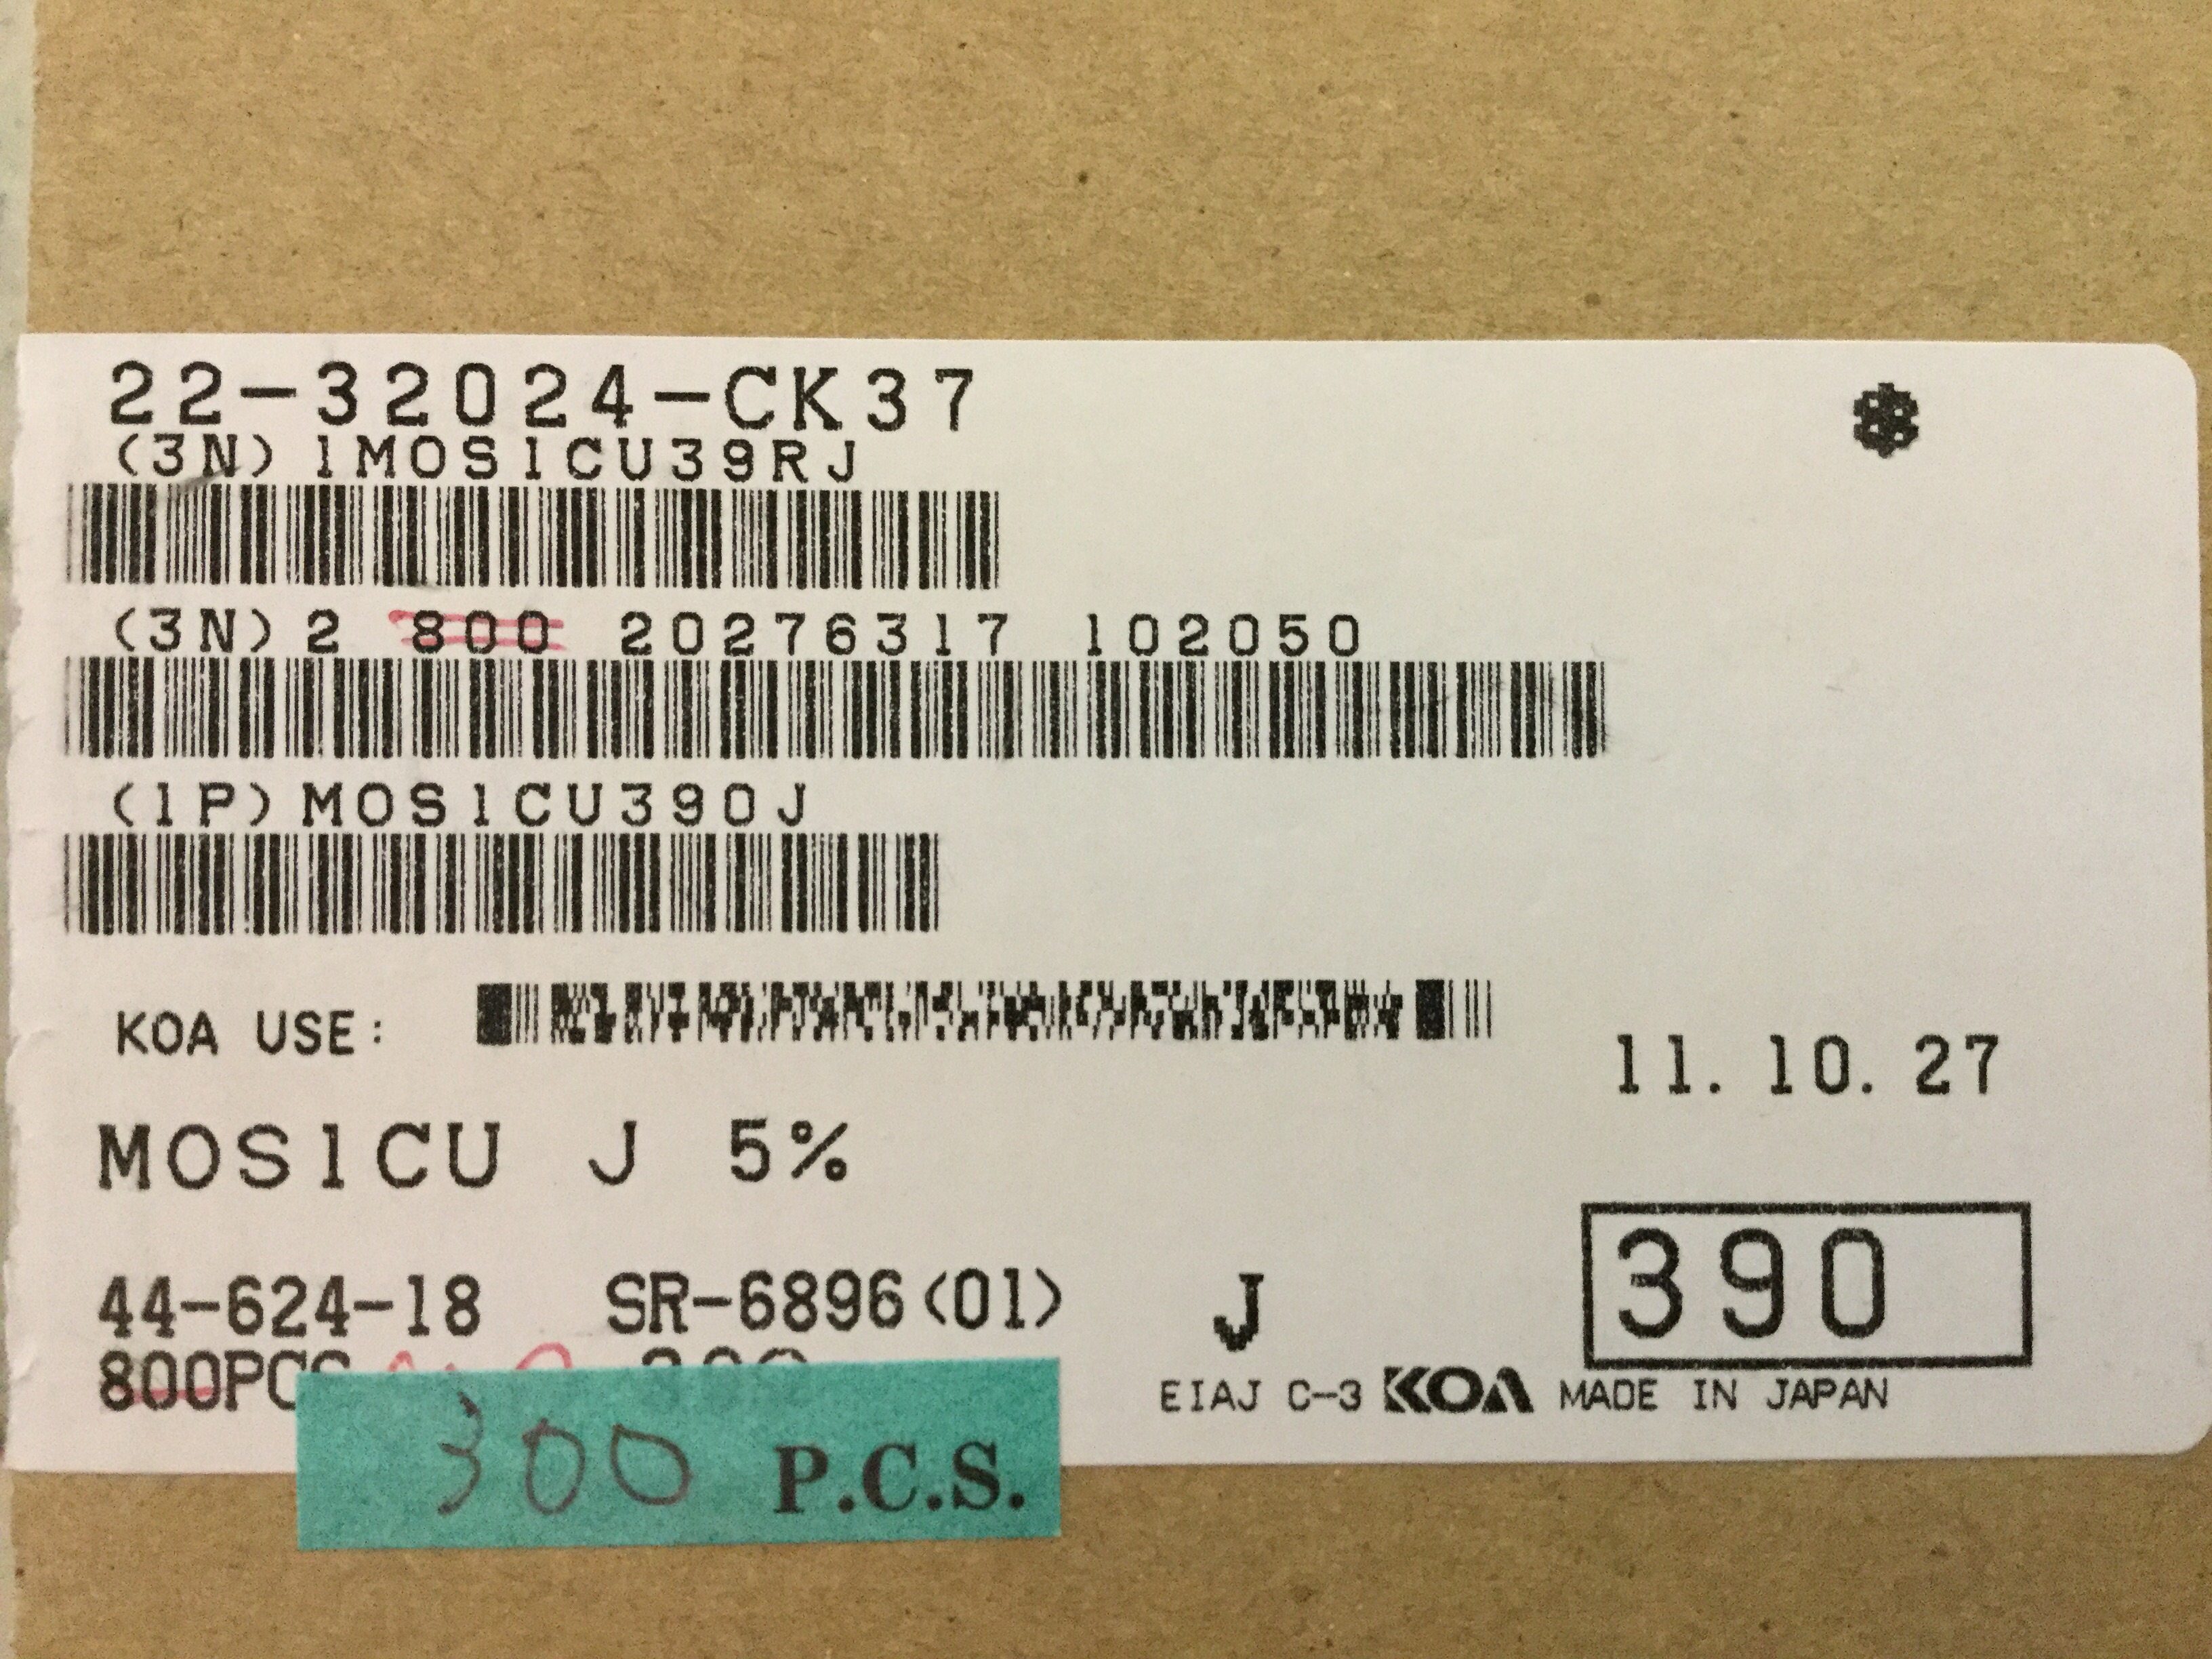 22-32024-CK37
(3N)1MOS1CU39RJ
(3N)2 800 20276317 102050
(1P)MOS1CU390J
KOA USE:
11. 10. 27
MOS1CU J 5%
390
44-624-18 SR-6896(01) J
800PCS
EIAJ C-3 KOA MADE IN JAPAN
300 P.C.S.